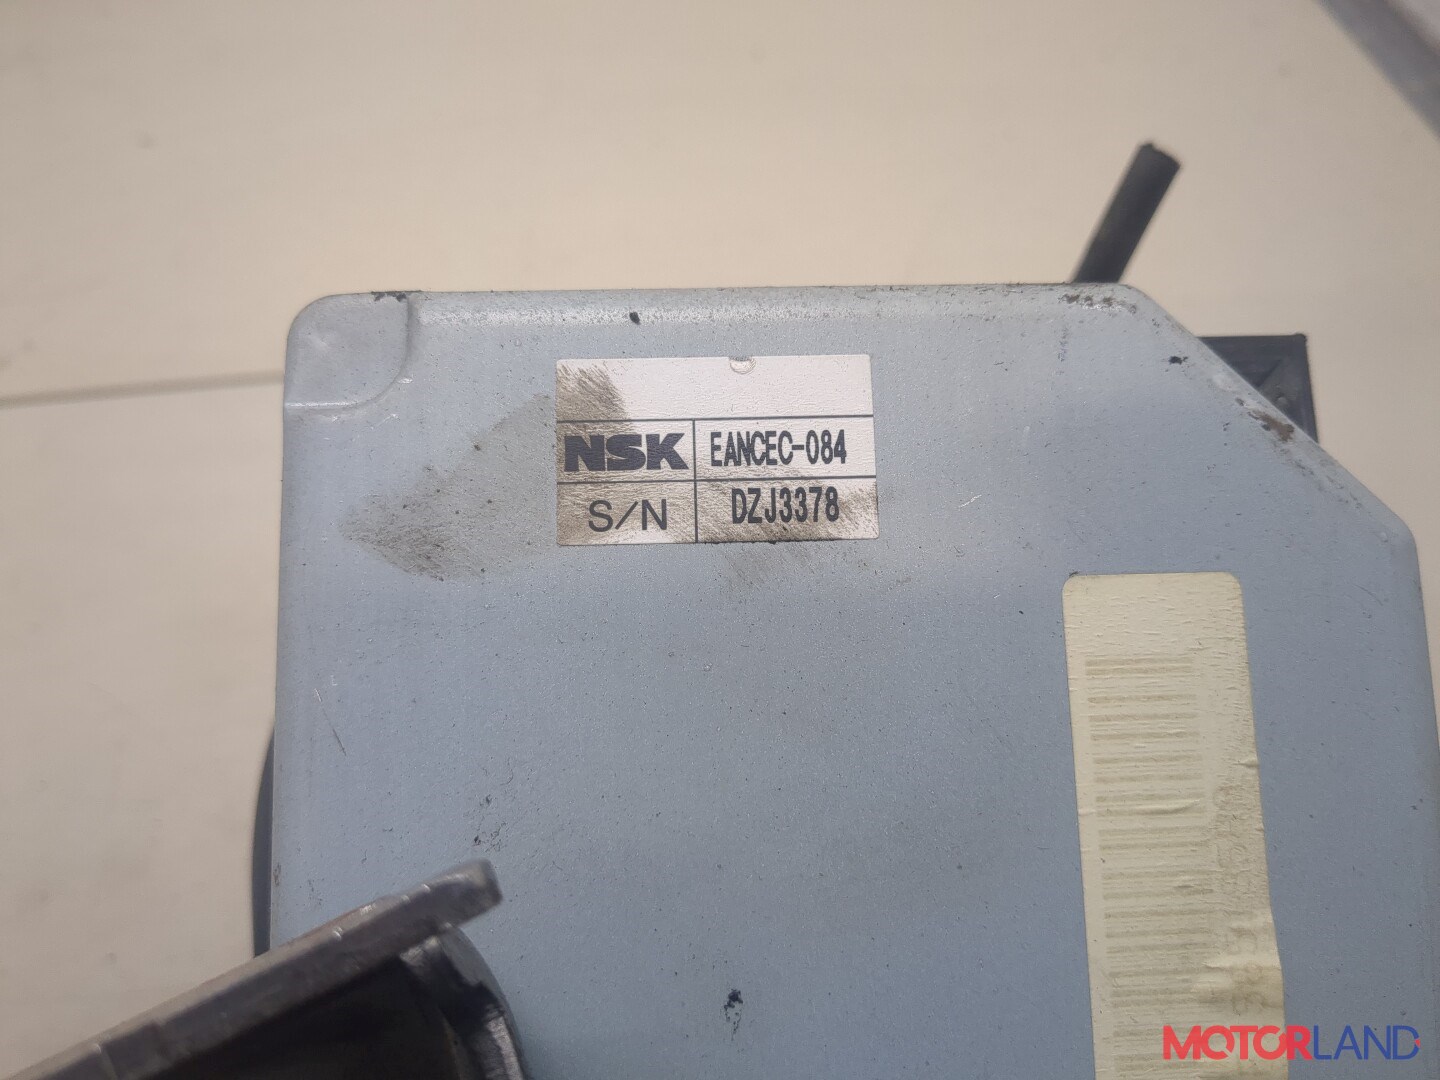 NSK EANCEC-084
S/N DZJ3378
MOTORLAND